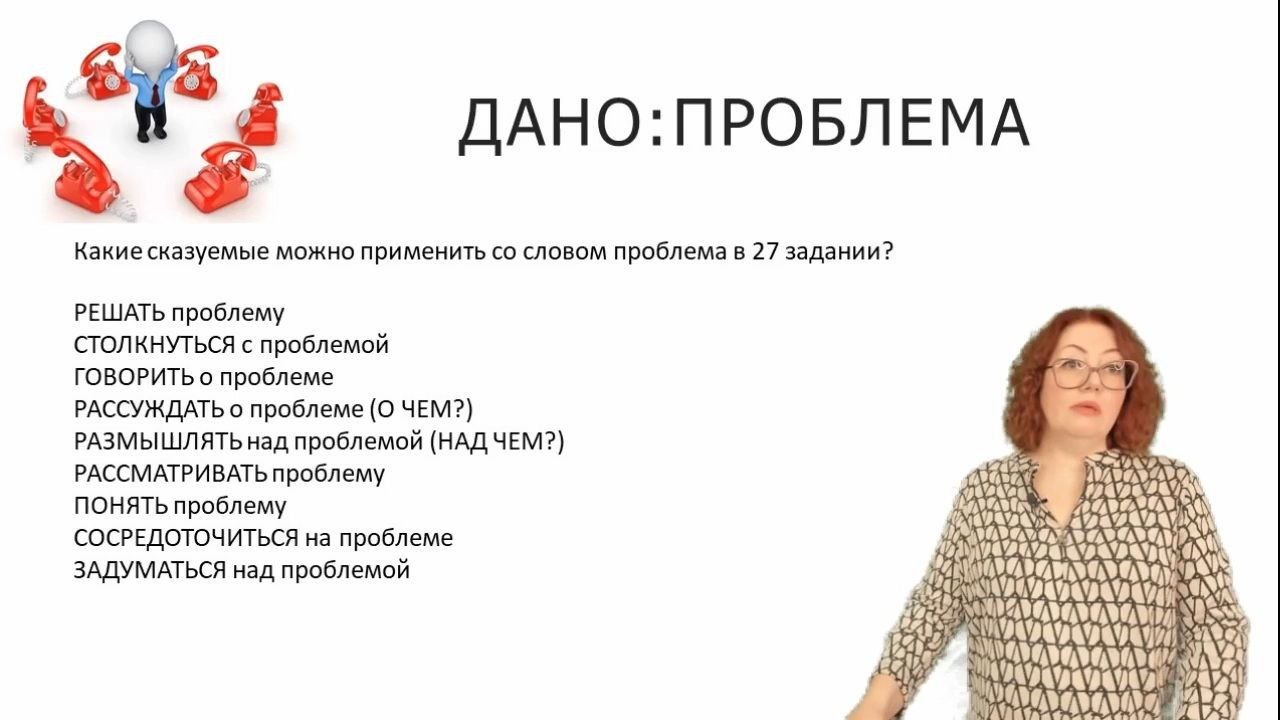 ДАНО:ПРОБЛЕМА
Какие сказуемые можно применить со словом проблема в 27 задании?
РЕШАТЬ проблему
СТОЛКНУТЬСЯ с проблемой
ГОВОРИТЬ о проблеме
РАССУЖДАТЬ о проблеме (О ЧЕМ?)
РАЗМЫШЛЯТЬ над проблемой (НАД ЧЕМ?)
РАССМАТРИВАТЬ проблему
ПОНЯТЬ проблему
СОСРЕДОТОЧИТЬСЯ на проблеме
ЗАДУМАТЬСЯ над проблемой